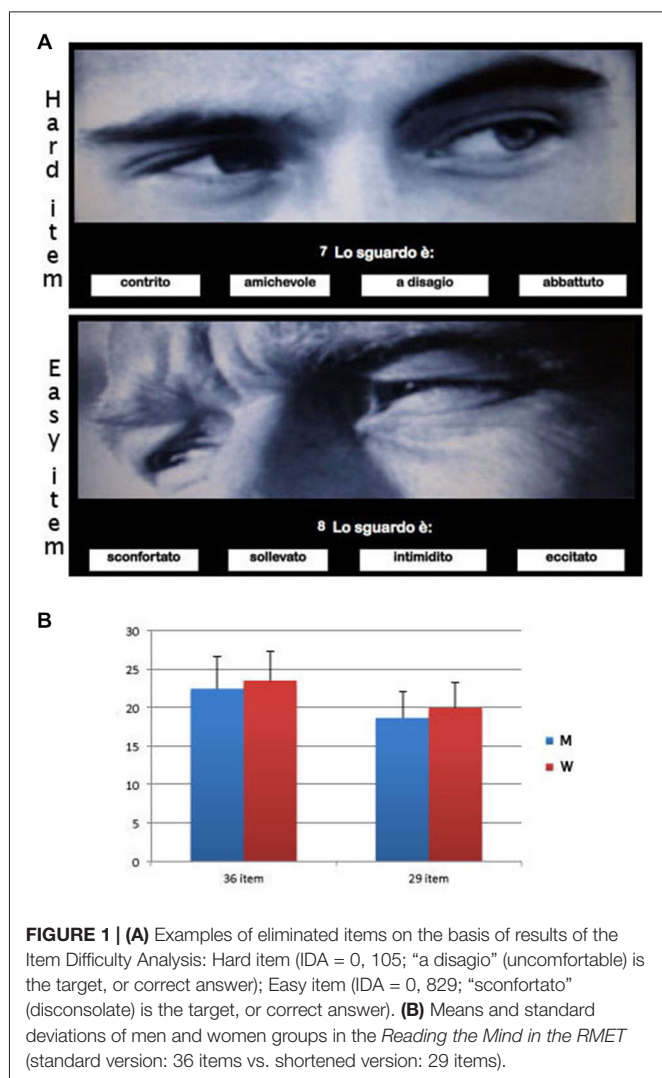 A
Hard item
7 Lo sguardo è:
contrito amichevole a disagio abbattuto
Easy item
8 Lo sguardo è:
sconfortato sollevato intimidito eccitato
B
30
25
20
15
10
5
0
36 item 29 item
M
W
FIGURE 1 | (A) Examples of eliminated items on the basis of results of the
Item Difficulty Analysis: Hard item (IDA = 0, 105; “a disagio” (uncomfortable) is
the target, or correct answer); Easy item (IDA = 0, 829; “sconfortato”
(disconsolate) is the target, or correct answer). (B) Means and standard
deviations of men and women groups in the Reading the Mind in the RMET
(standard version: 36 items vs. shortened version: 29 items).